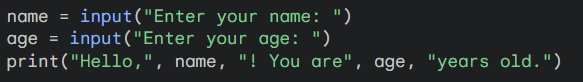 name = input("Enter your name: ")
age = input("Enter your age: ")
print("Hello,", name, "! You are", age, "years old.")